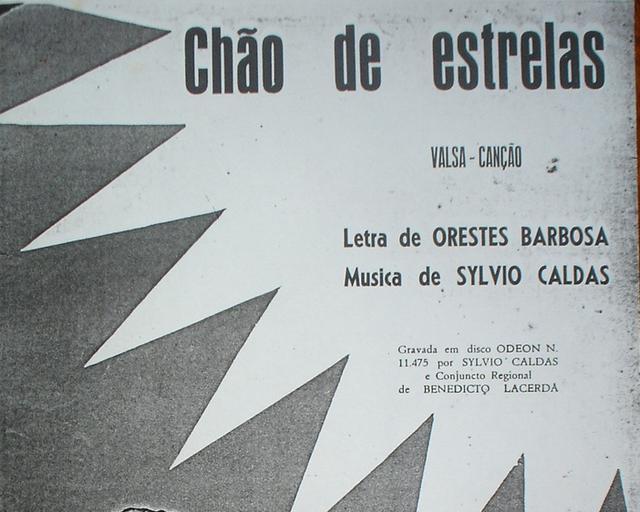 Chão de estrelas
VALSA - CANÇÃO
Letra de ORESTES BARBOSA
Musica de SYLVIO CALDAS
Gravada em disco ODEON N.
11.475 por SYLVIO CALDAS
e Conjuncto Regional
de BENEDICTO LACERDA